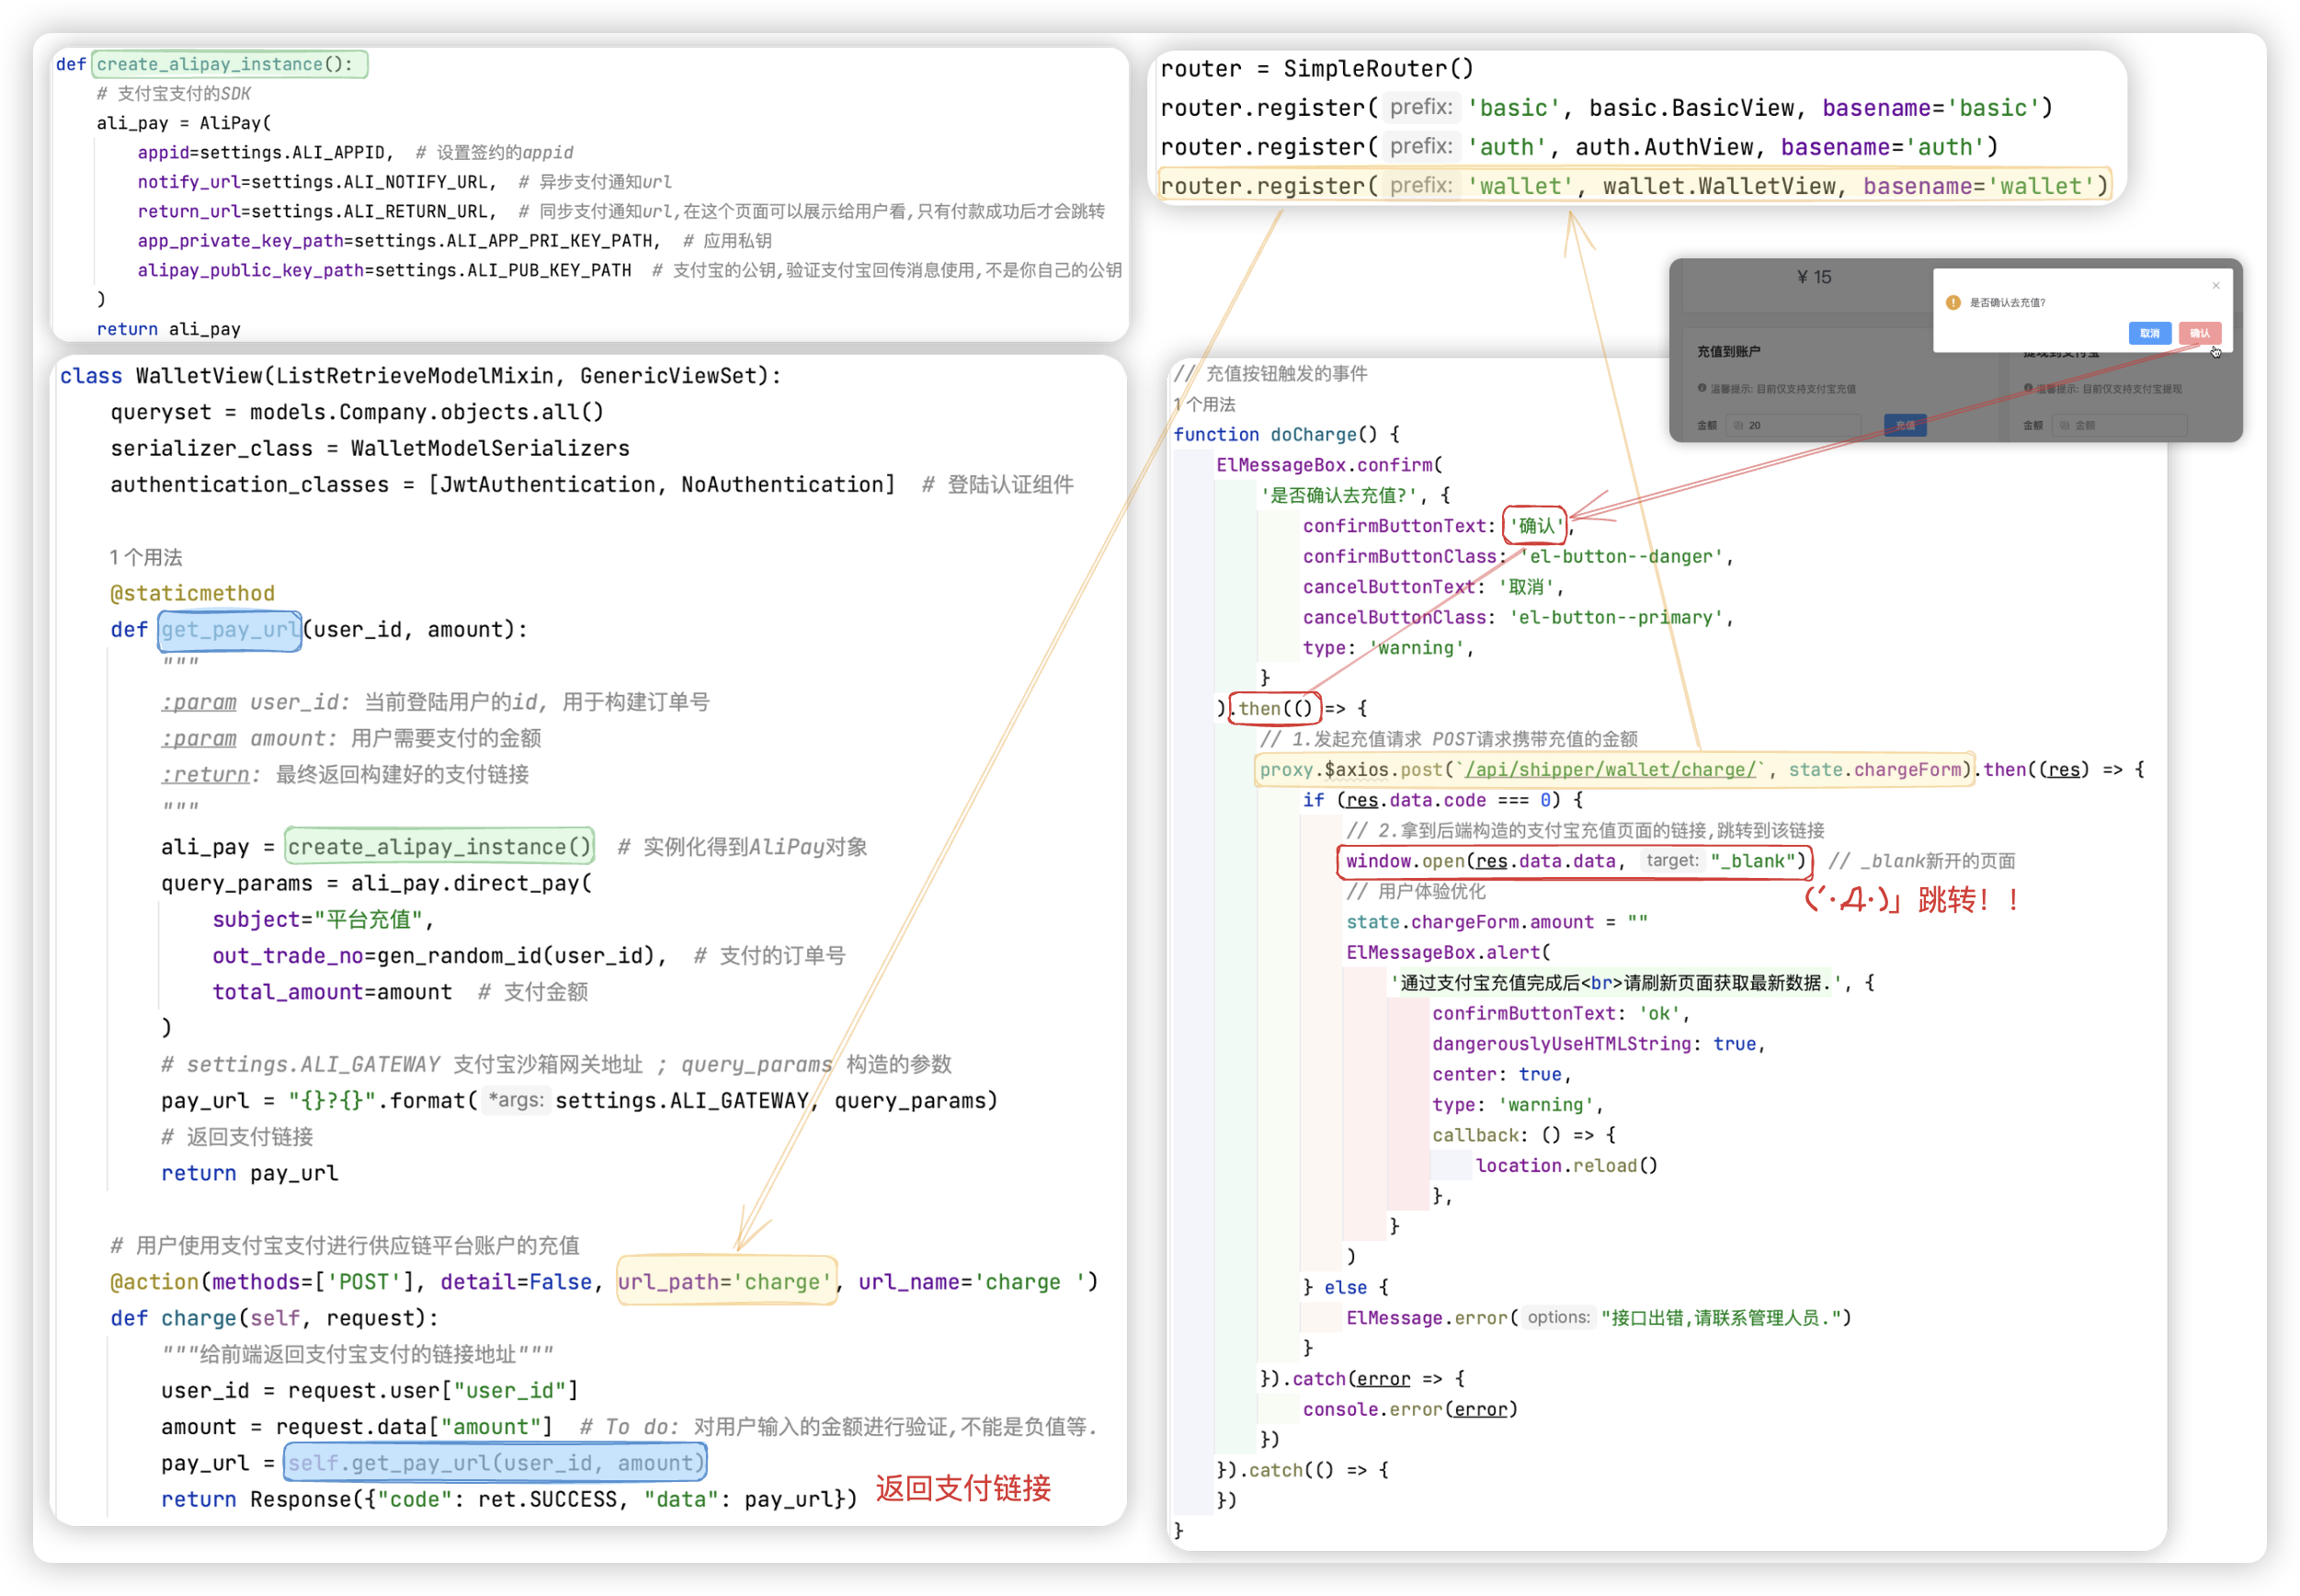 def create_alipay_instance():
# 支付宝支付的SDK
ali_pay = AliPay(
appid=settings.ALI_APPID,  # 设置签约的appid
notify_url=settings.ALI_NOTIFY_URL,  # 异步支付通知url
return_url=settings.ALI_RETURN_URL,  # 同步支付通知url,在这个页面可以展示给用户看,只有付款成功后才会跳转
app_private_key_path=settings.ALI_APP_PRI_KEY_PATH,  # 应用私钥
alipay_public_key_path=settings.ALI_PUB_KEY_PATH  # 支付宝的公钥,验证支付宝回传消息使用,不是你自己的公钥
)
return ali_pay
class WalletView(ListRetrieveModelMixin, GenericViewSet):
queryset = models.Company.objects.all()
serializer_class = WalletModelSerializers
authentication_classes = [JwtAuthentication, NoAuthentication]  # 登陆认证组件
1 个用法
@staticmethod
def get_pay_url(user_id, amount):
"""
:param user_id: 当前登陆用户的id, 用于构建订单号
:param amount: 用户需要支付的金额
:return: 最终返回构建好的支付链接
"""
ali_pay = create_alipay_instance()  # 实例化得到AliPay对象
query_params = ali_pay.direct_pay(
subject="平台充值",
out_trade_no=gen_random_id(user_id),  # 支付的订单号
total_amount=amount  # 支付金额
)
# settings.ALI_GATEWAY 支付宝沙箱网关地址 ; query_params 构造的参数
pay_url = "{}?{}".format( *args: settings.ALI_GATEWAY, query_params)
# 返回支付链接
return pay_url
# 用户使用支付宝支付进行供应链平台账户的充值
@action(methods=['POST'], detail=False, url_path='charge', url_name='charge ')
def charge(self, request):
"""给前端返回支付宝支付的链接地址"""
user_id = request.user["user_id"]
amount = request.data["amount"]  # To do: 对用户输入的金额进行验证,不能是负值等.
pay_url = self.get_pay_url(user_id, amount)
return Response({"code": ret.SUCCESS, "data": pay_url})
返回支付链接
router = SimpleRouter()
router.register( prefix: 'basic', basic.BasicView, basename='basic')
router.register( prefix: 'auth', auth.AuthView, basename='auth')
router.register( prefix: 'wallet', wallet.WalletView, basename='wallet')
¥ 15
×
是否确认去充值?
取消 确认
充值到账户
提现到支付宝
温馨提示: 目前仅支持支付宝充值
温馨提示: 目前仅支持支付宝提现
金额 20 充值
金额 金额
// 充值按钮触发的事件
1 个用法
function doCharge() {
ElMessageBox.confirm(
'是否确认去充值?', {
confirmButtonText: '确认',
confirmButtonClass: 'el-button--danger',
cancelButtonText: '取消',
cancelButtonClass: 'el-button--primary',
type: 'warning',
}
).then(() => {
// 1.发起充值请求 POST请求携带充值的金额
proxy.$axios.post(`/api/shipper/wallet/charge/`, state.chargeForm).then((res) => {
if (res.data.code === 0) {
// 2.拿到后端构造的支付宝充值页面的链接,跳转到该链接
window.open(res.data.data, target: "_blank")  // _blank新开的页面
(´·Д·)」跳转！！
// 用户体验优化
state.chargeForm.amount = ""
ElMessageBox.alert(
'通过支付宝充值完成后<br>请刷新页面获取最新数据.', {
confirmButtonText: 'ok',
dangerouslyUseHTMLString: true,
center: true,
type: 'warning',
callback: () => {
location.reload()
},
}
)
} else {
ElMessage.error( options: "接口出错,请联系管理人员.")
}
}).catch(error => {
console.error(error)
})
}).catch(() => {
})
}